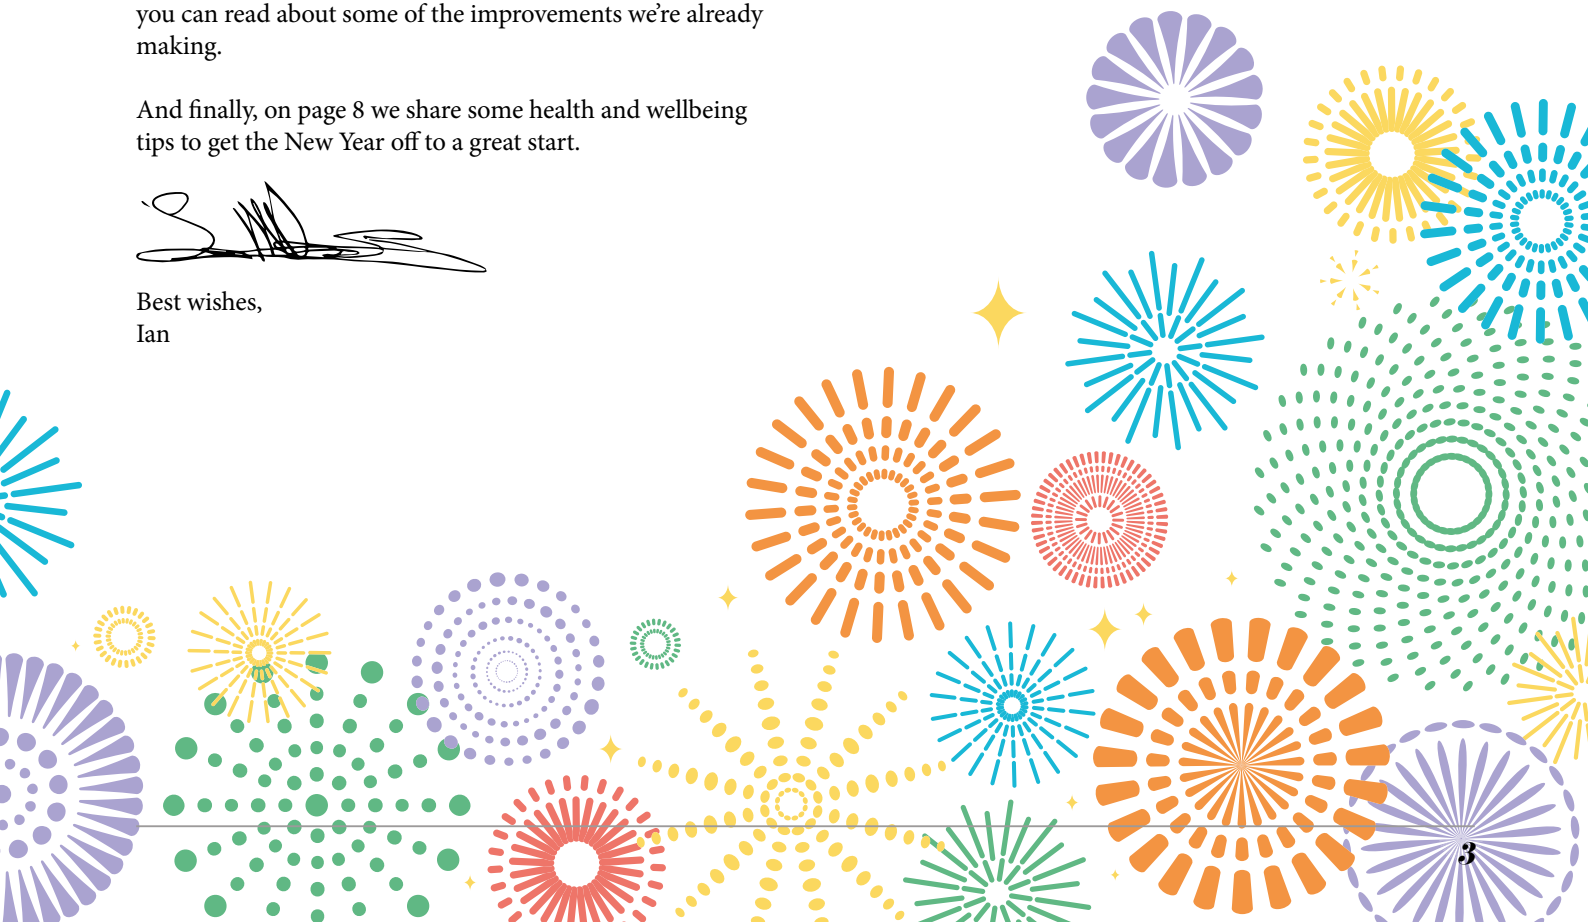 you can read about some of the improvements we’re already
making.
And finally, on page 8 we share some health and wellbeing
tips to get the New Year off to a great start.
Best wishes,
Ian
3